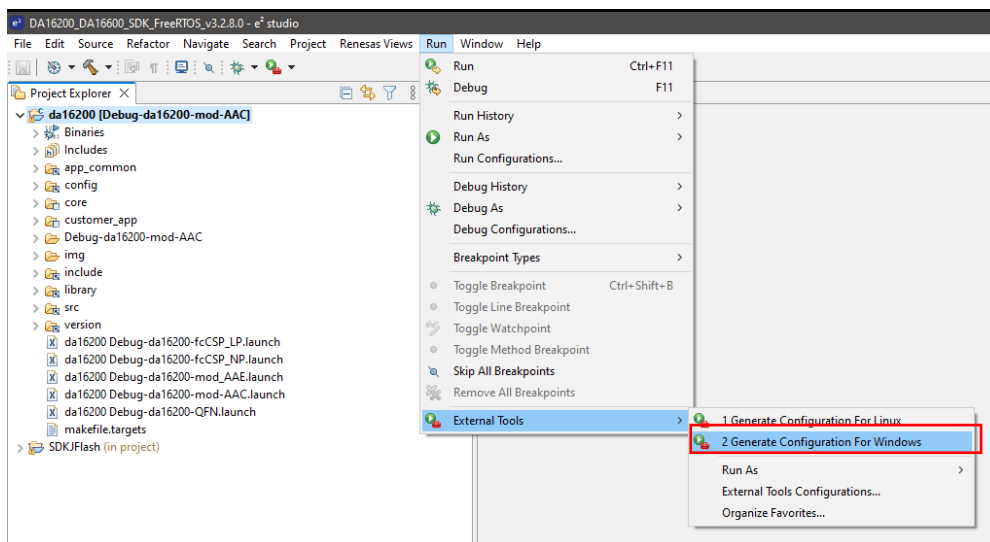 DA16200_DA16600_SDK_FreeRTOS_v3.2.8.0 - e² studio
File Edit Source Refactor Navigate Search Project Renesas Views Run Window Help
Project Explorer
da16200 [Debug-da16200-mod-AAC]
Binaries
Includes
app_common
config
core
customer_app
Debug-da16200-mod-AAC
img
include
library
src
version
da16200 Debug-da16200-fcCSP_LP.launch
da16200 Debug-da16200-fcCSP_NP.launch
da16200 Debug-da16200-mod_AAE.launch
da16200 Debug-da16200-mod-AAC.launch
da16200 Debug-da16200-QFN.launch
makefile.targets
SDKJFlash (in project)
Run Ctrl+F11
Debug F11
Run History
Run As
Run Configurations...
Debug History
Debug As
Debug Configurations...
Breakpoint Types
Toggle Breakpoint Ctrl+Shift+B
Toggle Line Breakpoint
Toggle Watchpoint
Toggle Method Breakpoint
Skip All Breakpoints
Remove All Breakpoints
External Tools
1 Generate Configuration For Linux
2 Generate Configuration For Windows
Run As
External Tools Configurations...
Organize Favorites...